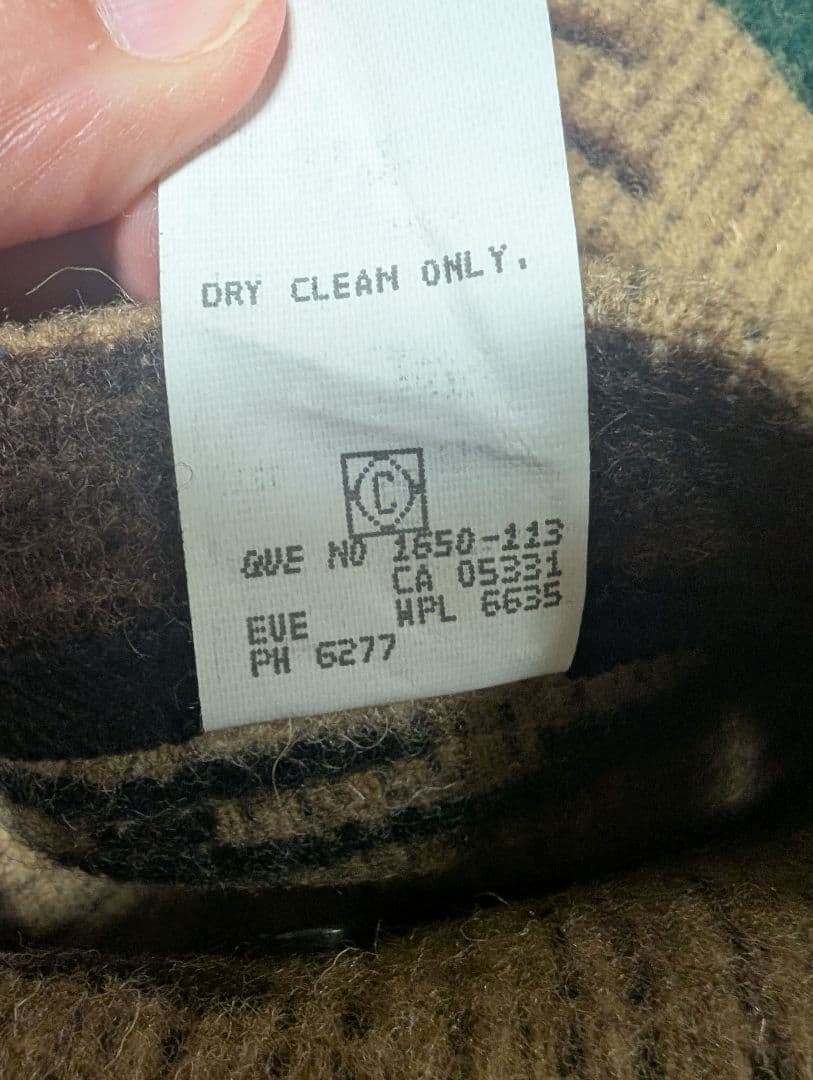 DRY CLEAN ONLY.
C
QUE NO 1650-113
CA 05331
WPL 6635
EVE
PH 6277